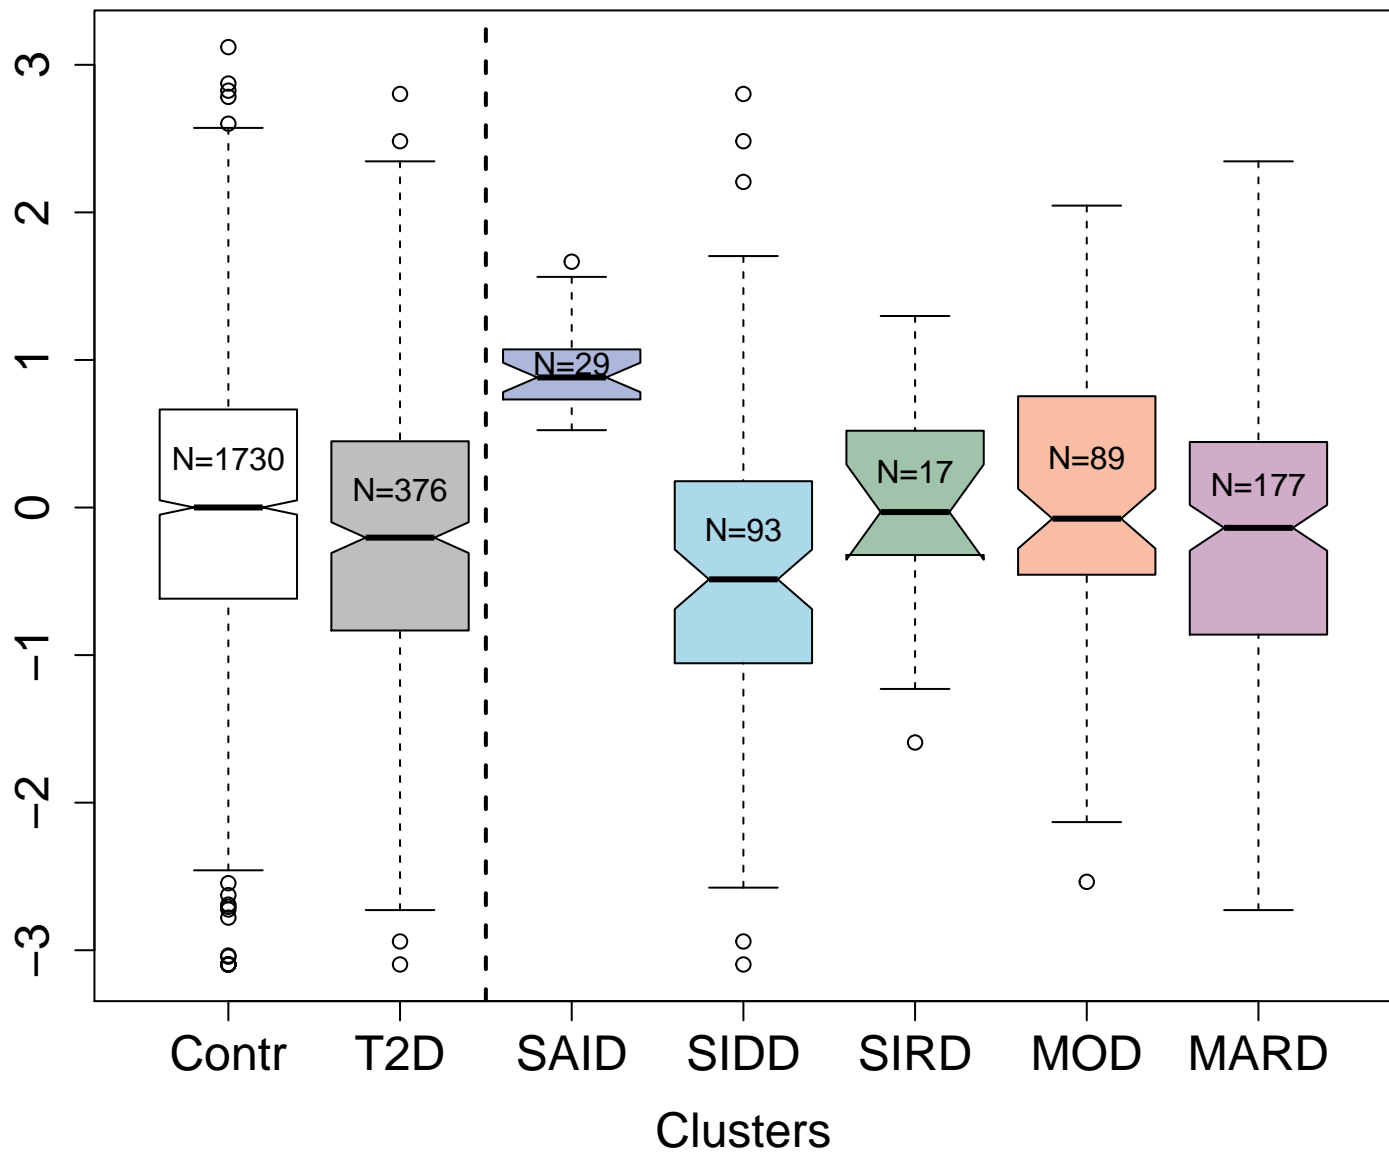 3
2
1
0
−1
−2
−3
N=1730
N=376
N=29
N=93
N=17
N=89
N=177
Contr T2D SAID SIDD SIRD MOD MARD
Clusters